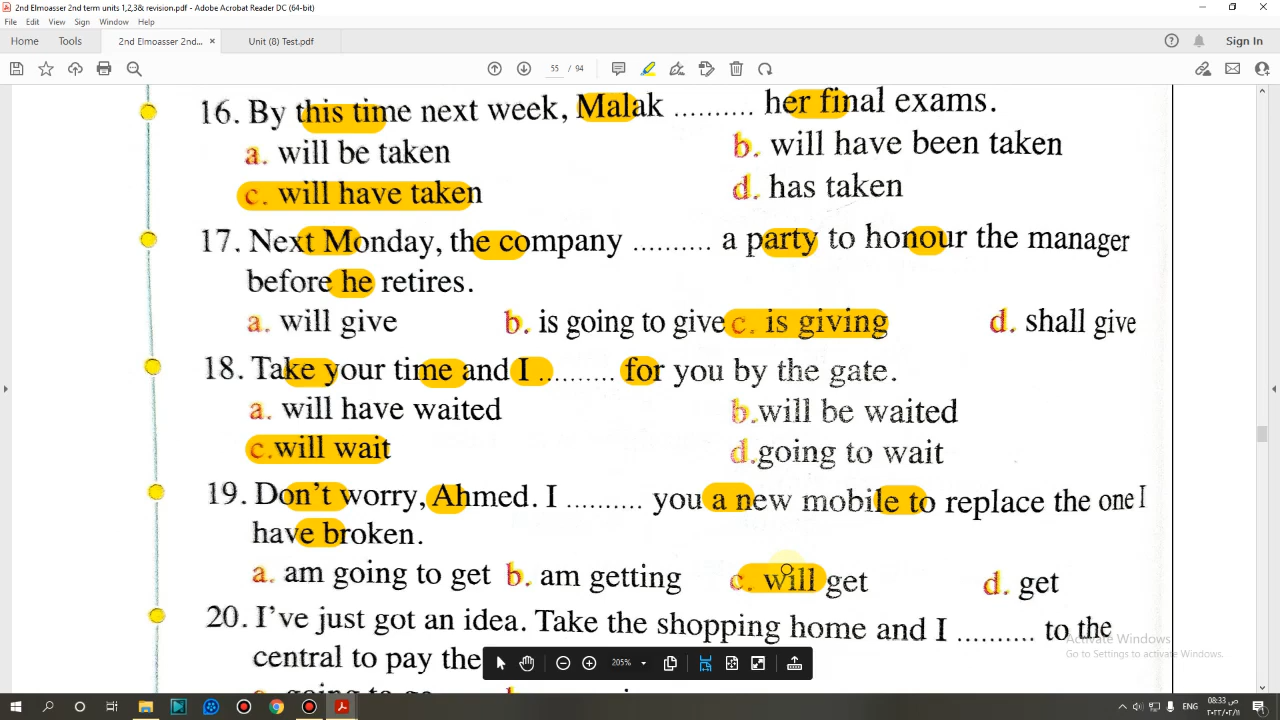 2nd Elmoasser 2nd term units 1,2,3& revision.pdf - Adobe Acrobat Reader DC (64-bit)
File Edit View Sign Window Help
Home Tools 2nd Elmoasser 2nd... × Unit (8) Test.pdf Sign In
55 / 94
16. By this time next week, Malak .......... her final exams.
a. will be taken b. will have been taken
c. will have taken d. has taken
17. Next Monday, the company .......... a party to honour the manager
before he retires.
a. will give b. is going to give c. is giving d. shall give
18. Take your time and I .......... for you by the gate.
a. will have waited b.will be waited
c.will wait d.going to wait
19. Don't worry, Ahmed. I .......... you a new mobile to replace the one I
have broken.
a. am going to get b. am getting c. will get d. get
20. I've just got an idea. Take the shopping home and I .......... to the
Activate Windows
central to pay the
Go to Settings to activate Windows.
205%
ENG
08:33 ص